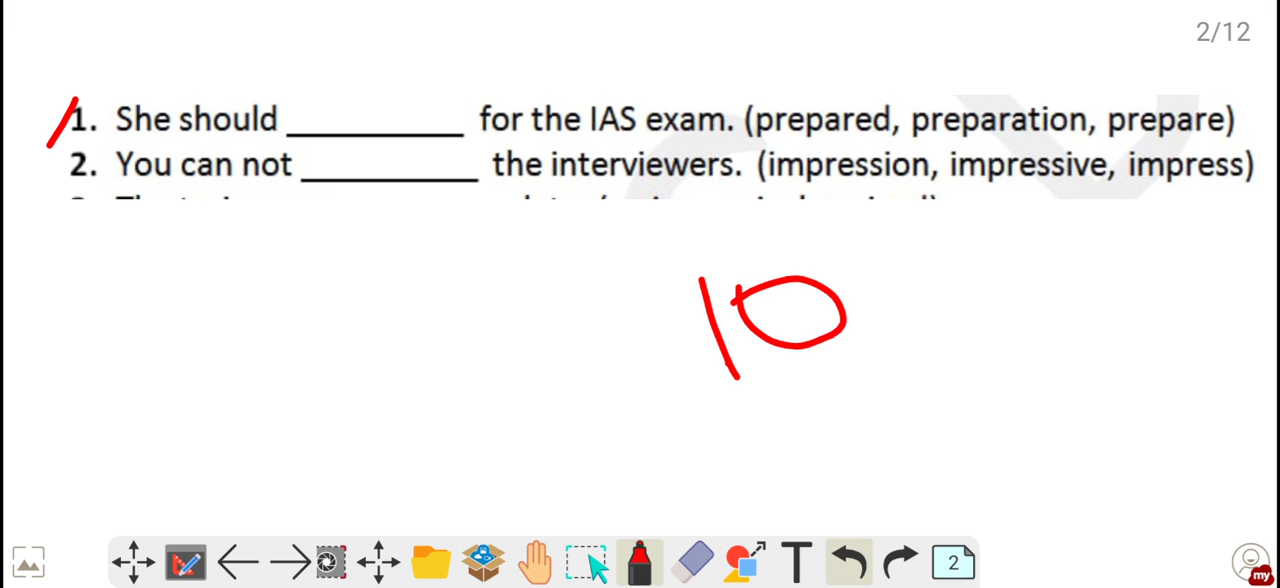 2/12
1. She should __________ for the IAS exam. (prepared, preparation, prepare)
2. You can not __________ the interviewers. (impression, impressive, impress)
10
T
2
my